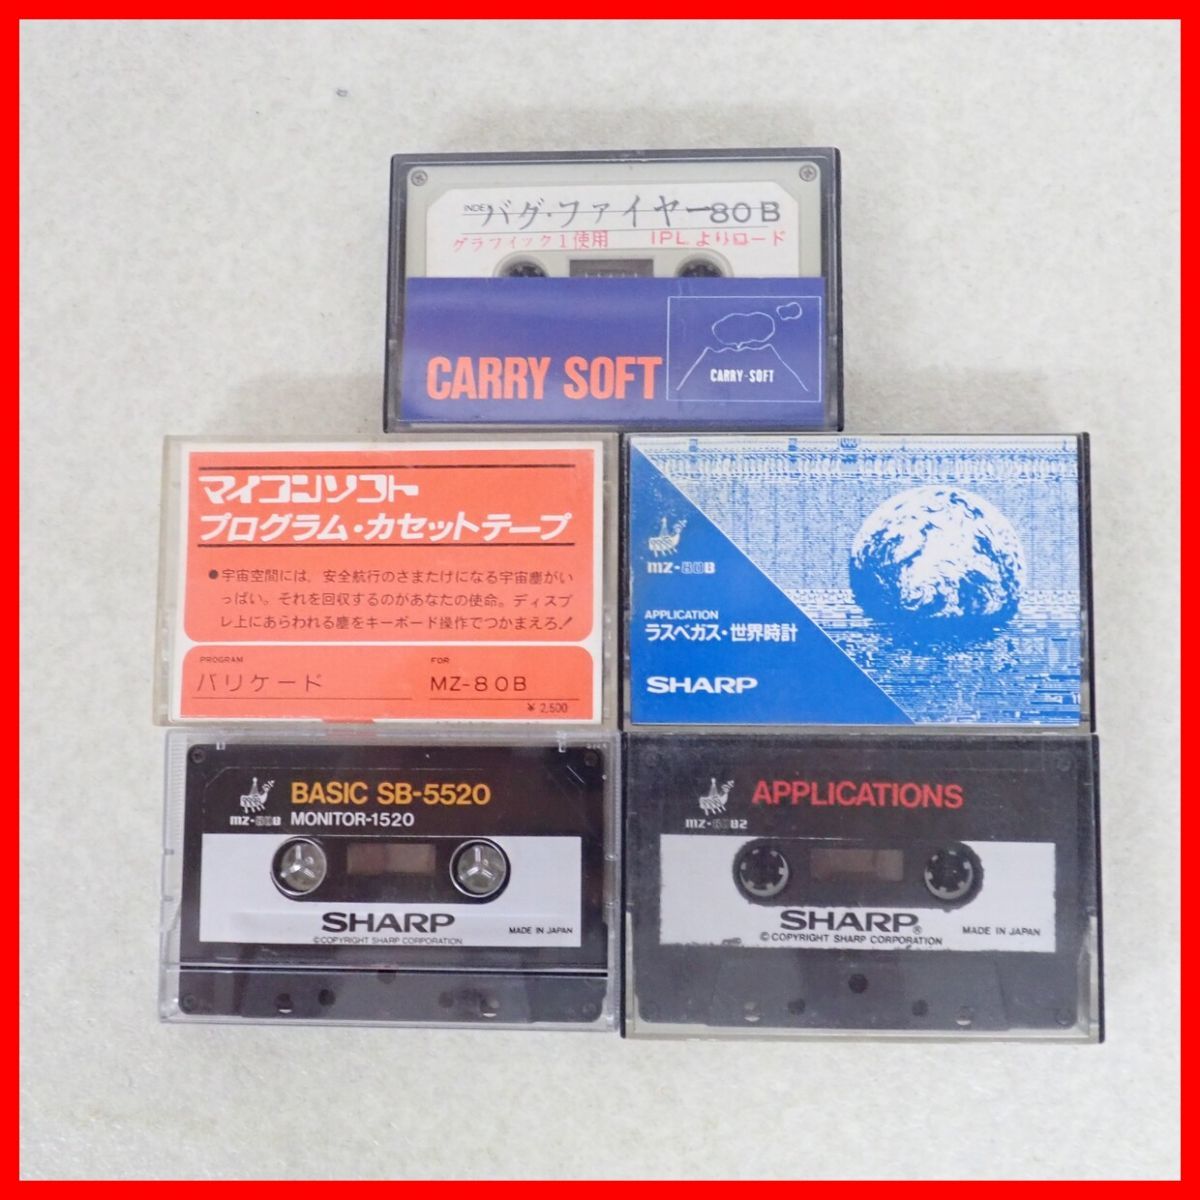 INDEX
バグ・ファイヤー80B
グラフィック1使用 IPLよりロード
CARRY SOFT
CARRY-SOFT
マイコンソフト
プログラム・カセットテープ
●宇宙空間には、安全航行のさまたけになる宇宙塵がい
っぱい。それを回収するのがあなたの使命。ディスプ
レ上にあらわれる塵をキーボード操作でつかまえろ!
PROGRAM
バリケード
FOR
MZ-80B
¥ 2,500
MZ-80B
APPLICATION
ラスベガス・世界時計
SHARP
MZ-80B
BASIC SB-5520
MONITOR-1520
SHARP
©COPYRIGHT SHARP CORPORATION
MADE IN JAPAN
MZ-80B2
APPLICATIONS
SHARP®
©COPYRIGHT SHARP CORPORATION
MADE IN JAPAN